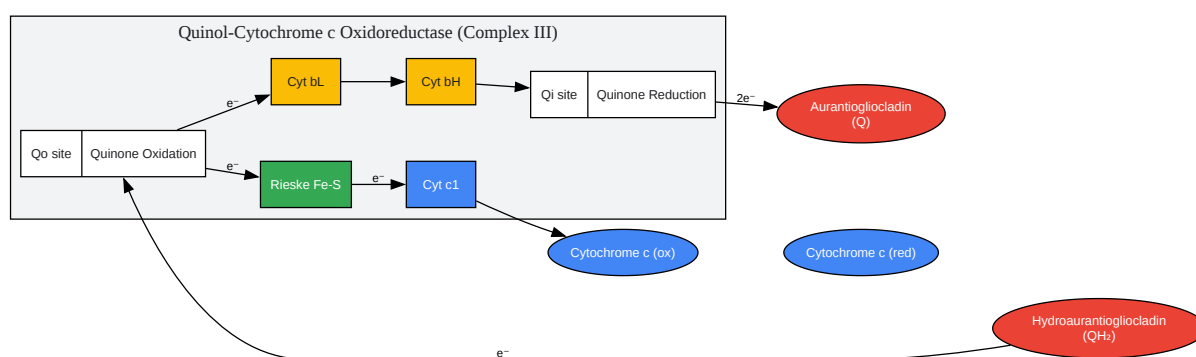 Quinol-Cytochrome c Oxidoreductase (Complex III)
Cyt bL
Cyt bH
Qi site
Quinone Reduction
2e⁻
Aurantiogliocladin
(Q)
e⁻
Qo site
Quinone Oxidation
e⁻
Rieske Fe-S
e⁻
Cyt c1
Cytochrome c (ox)
Cytochrome c (red)
Hydroaurantiogliocladin
(QH₂)
e⁻